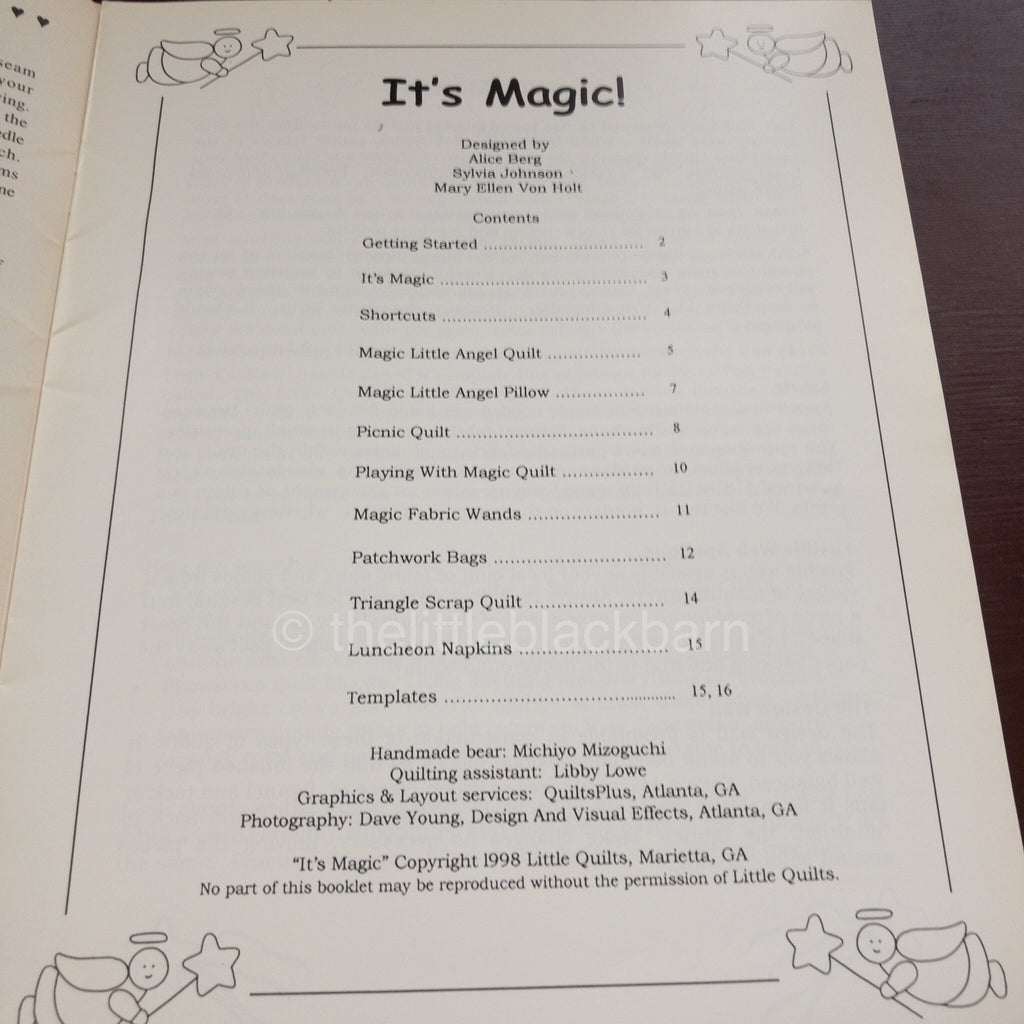 seam
your
the
It's Magic!
Designed by
Alice Berg
Sylvia Johnson
Mary Ellen Von Holt
Contents
Getting Started ................................ 2
It's Magic .......................................... 3
Shortcuts ......................................... 4
Magic Little Angel Quilt ................... 5
Magic Little Angel Pillow .................. 7
Picnic Quilt ....................................... 8
Playing With Magic Quilt .................. 10
Magic Fabric Wands .......................... 11
Patchwork Bags .................................. 12
Triangle Scrap Quilt .......................... 14
© thelittleblackbarn
Luncheon Napkins ............................. 15
Templates ........................................... 15, 16
Handmade bear: Michiyo Mizoguchi
Quilting assistant: Libby Lowe
Graphics & Layout services: QuiltsPlus, Atlanta, GA
Photography: Dave Young, Design And Visual Effects, Atlanta, GA
"It's Magic" Copyright 1998 Little Quilts, Marietta, GA
No part of this booklet may be reproduced without the permission of Little Quilts.